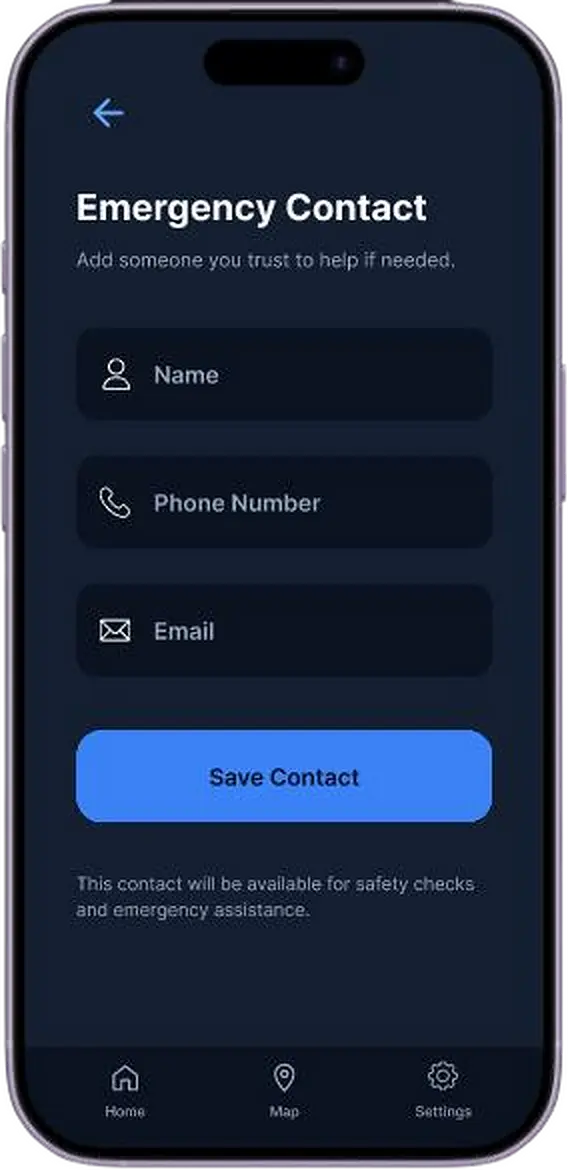 Emergency Contact
Add someone you trust to help if needed.
Name
Phone Number
Email
Save Contact
This contact will be available for safety checks
and emergency assistance.
Home
Map
Settings